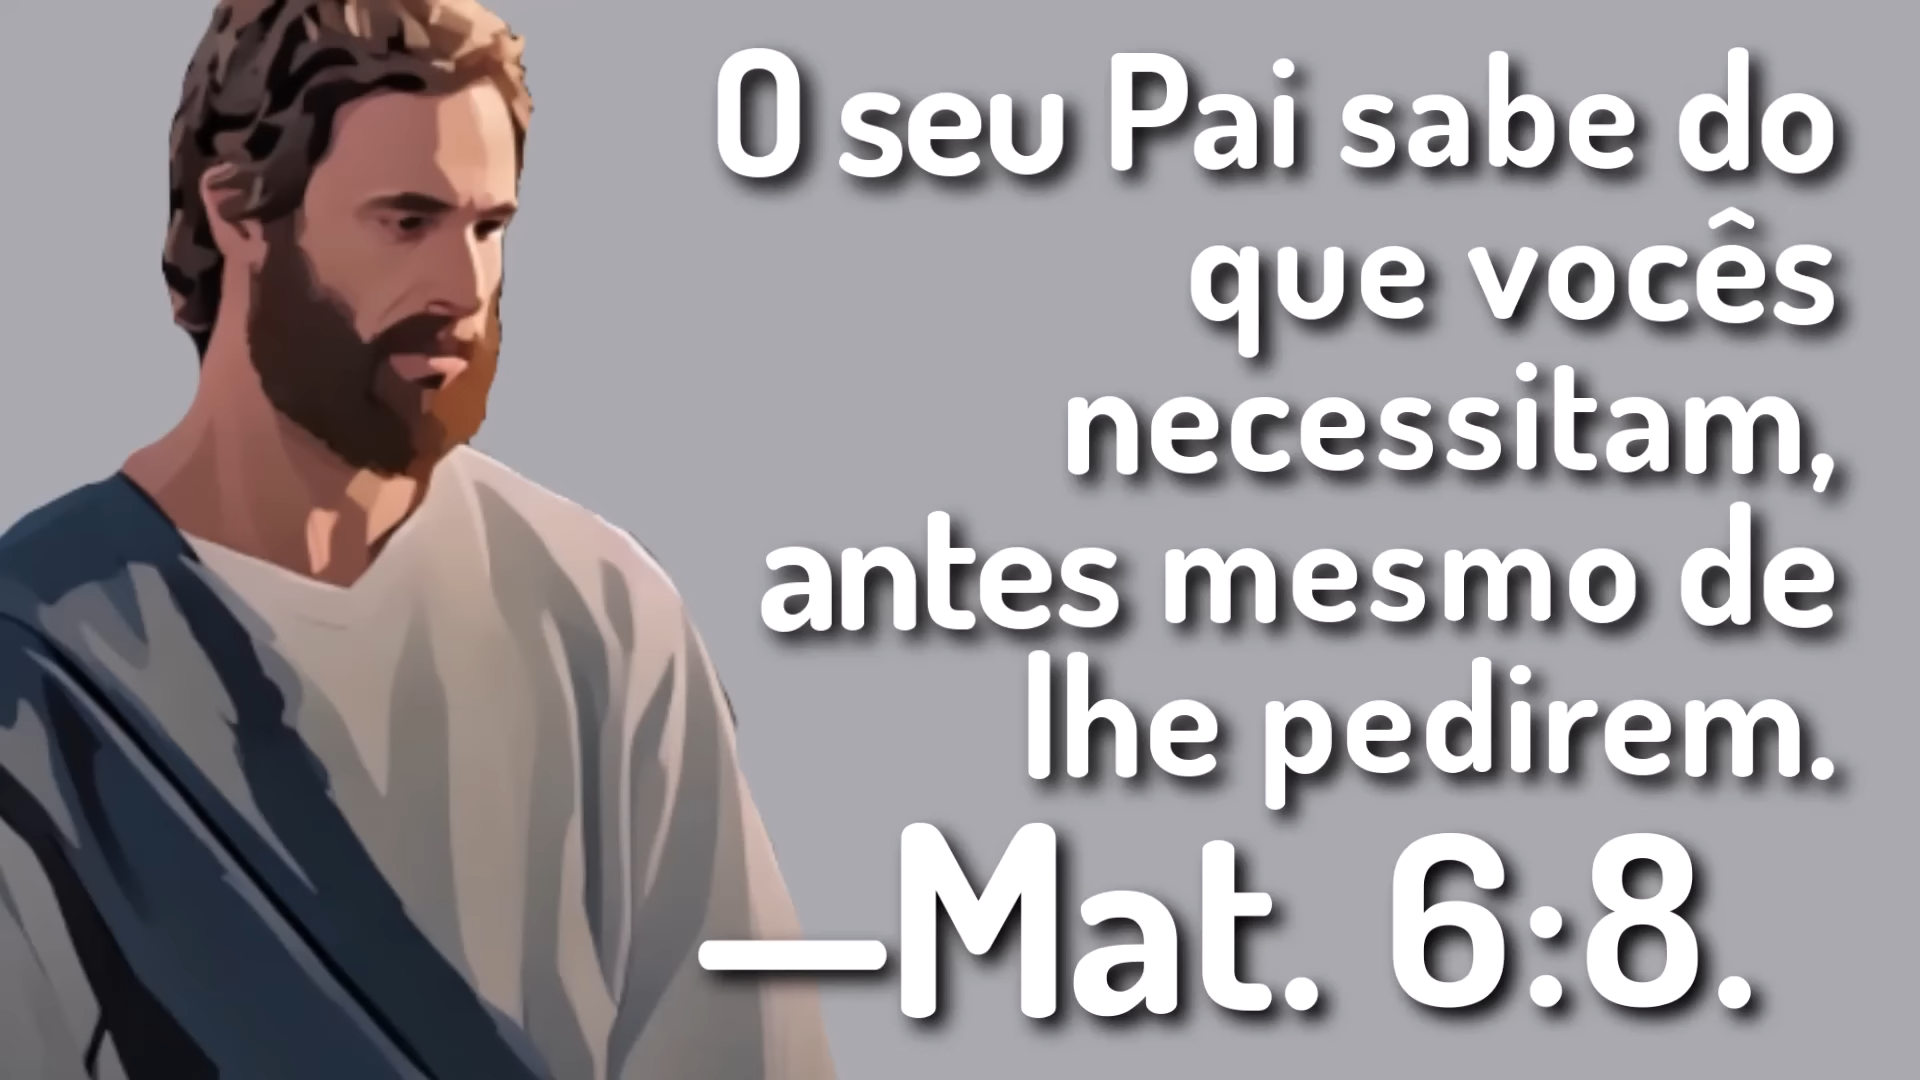 O seu Pai sabe do
que vocês
necessitam,
antes mesmo de
lhe pedirem.
—Mat. 6:8.